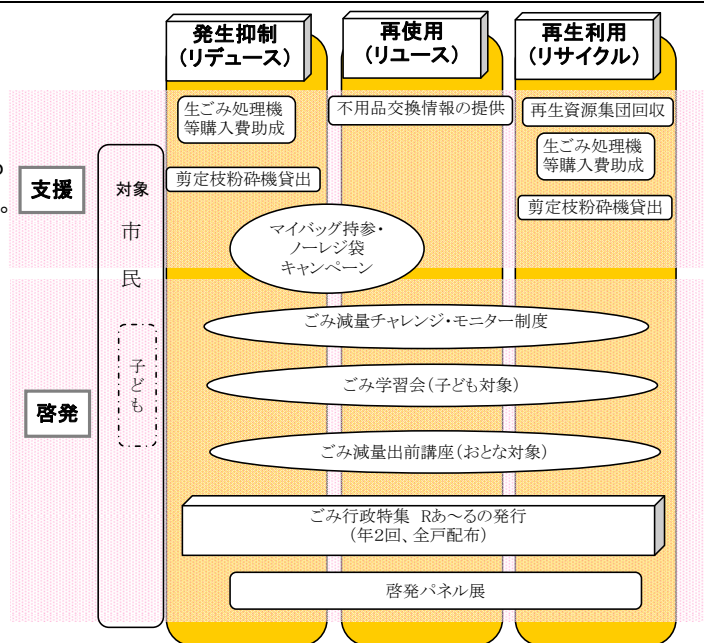 発生抑制
(リデュース)
再使用
(リユース)
再生利用
(リサイクル)
支援
。
対象
市
民
子ども
啓発
生ごみ処理機
等購入費助成
不用品交換情報の提供
再生資源集団回収
生ごみ処理機
等購入費助成
剪定枝粉砕機貸出
剪定枝粉砕機貸出
マイバッグ持参・
ノーレジ袋
キャンペーン
ごみ減量チャレンジ・モニター制度
ごみ学習会(子ども対象)
ごみ減量出前講座(おとな対象)
ごみ行政特集 Rあ～るの発行
(年2回、全戸配布)
啓発パネル展